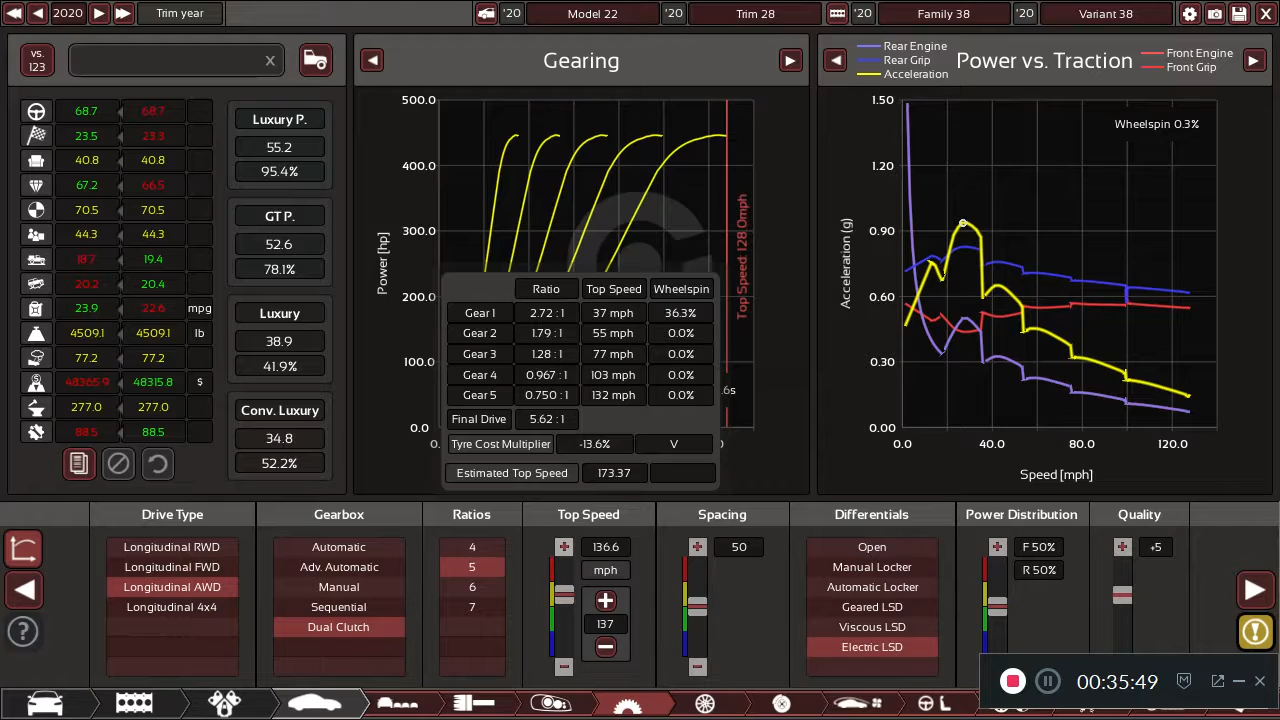 2020
Trim year
'20
Model 22
'20
Trim 28
'20
Family 38
'20
Variant 38
vs.
123
x
68.7 68.7
23.5 23.3
40.8 40.8
67.2 66.5
70.5 70.5
44.3 44.3
18.7 19.4
20.2 20.4
23.9 22.6 mpg
4509.1 4509.1 lb
77.2 77.2
48365.9 48315.8 $
277.0 277.0
88.5 88.5
Luxury P.
55.2
95.4%
GT P.
52.6
78.1%
Luxury
38.9
41.9%
Conv. Luxury
34.8
52.2%
Gearing
500.0
400.0
300.0
200.0
100.0
0.0
Power [hp]
Top Speed: 128.0mph
Ratio Top Speed Wheelspin
Gear 1 2.72 : 1 37 mph 36.3%
Gear 2 1.79 : 1 55 mph 0.0%
Gear 3 1.28 : 1 77 mph 0.0%
Gear 4 0.967 : 1 103 mph 0.0%
Gear 5 0.750 : 1 132 mph 0.0%
Final Drive 5.62 : 1
Tyre Cost Multiplier -13.6% V
Estimated Top Speed 173.37
0.
.6s
120.0
Rear Engine
Rear Grip
Acceleration
Power vs. Traction
Front Engine
Front Grip
Wheelspin 0.3%
1.50
1.20
0.90
0.60
0.30
0.00
Acceleration (g)
0.0 40.0 80.0 120.0
Speed [mph]
Drive Type
Longitudinal RWD
Longitudinal FWD
Longitudinal AWD
Longitudinal 4x4
Gearbox
Automatic
Adv. Automatic
Manual
Sequential
Dual Clutch
Ratios
4
5
6
7
Top Speed
136.6
mph
137
Spacing
50
Differentials
Open
Manual Locker
Automatic Locker
Geared LSD
Viscous LSD
Electric LSD
Power Distribution
F 50%
R 50%
Quality
+5
00:35:49